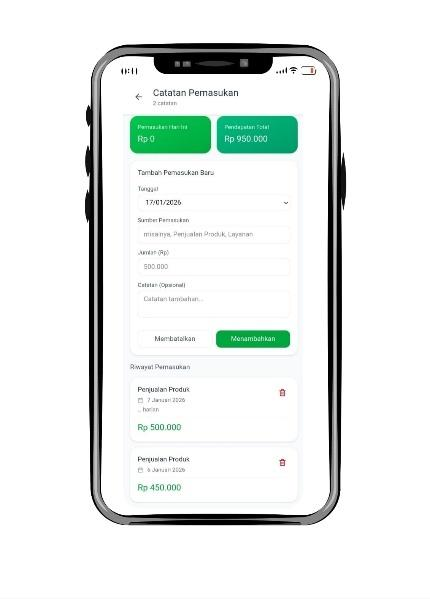 Catatan Pemasukan
2 catatan
Pemasukan Hari Ini
Rp 0
Pendapatan Total
Rp 950.000
Tambah Pemasukan Baru
Tanggal
17/01/2026
Sumber Pemasukan
misalnya, Penjualan Produk, Layanan
Jumlah (Rp)
500.000
Catatan (Opsional)
Catatan tambahan...
Membatalkan
Menambahkan
Riwayat Pemasukan
Penjualan Produk
7 Januari 2026
harian
Rp 500.000
Penjualan Produk
6 Januari 2026
Rp 450.000